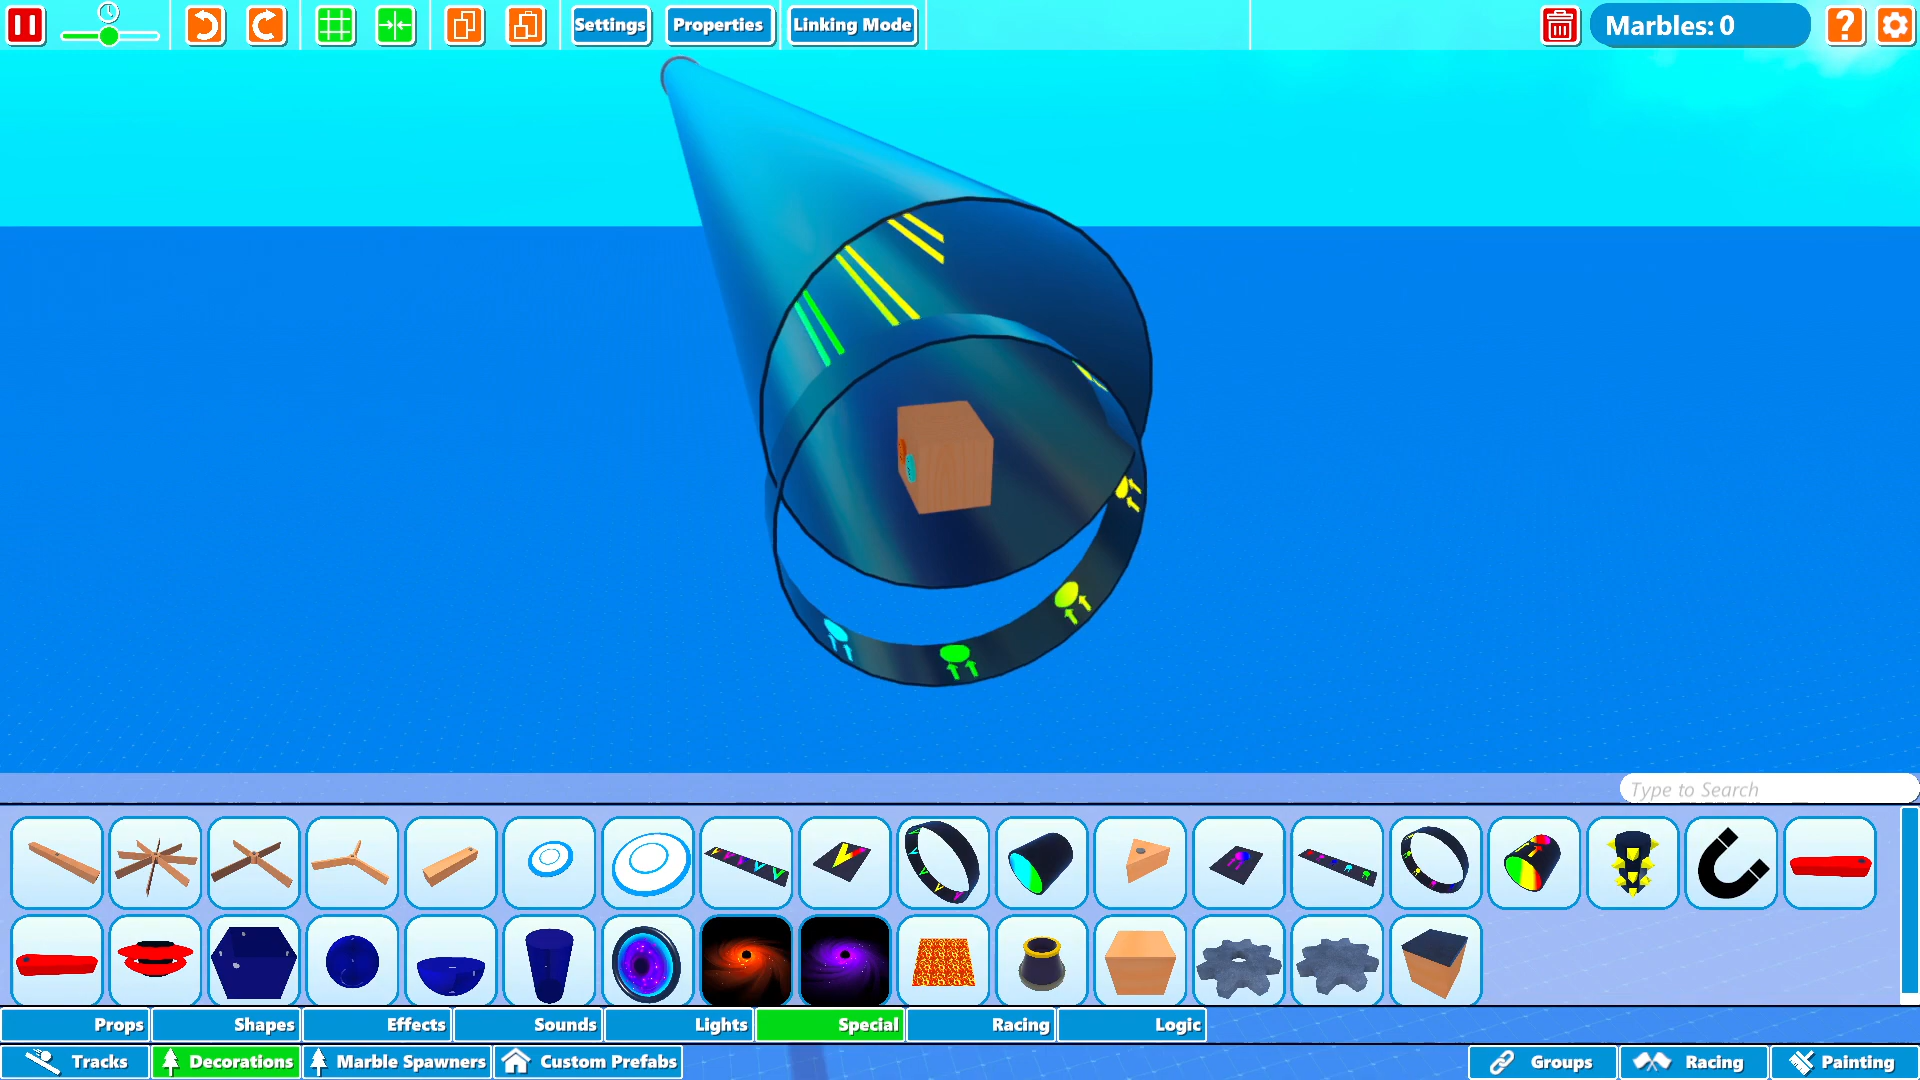 Settings
Properties
Linking Mode
Marbles: 0
Type to Search
Props
Shapes
Effects
Sounds
Lights
Special
Racing
Logic
Tracks
Decorations
Marble Spawners
Custom Prefabs
Groups
Racing
Painting